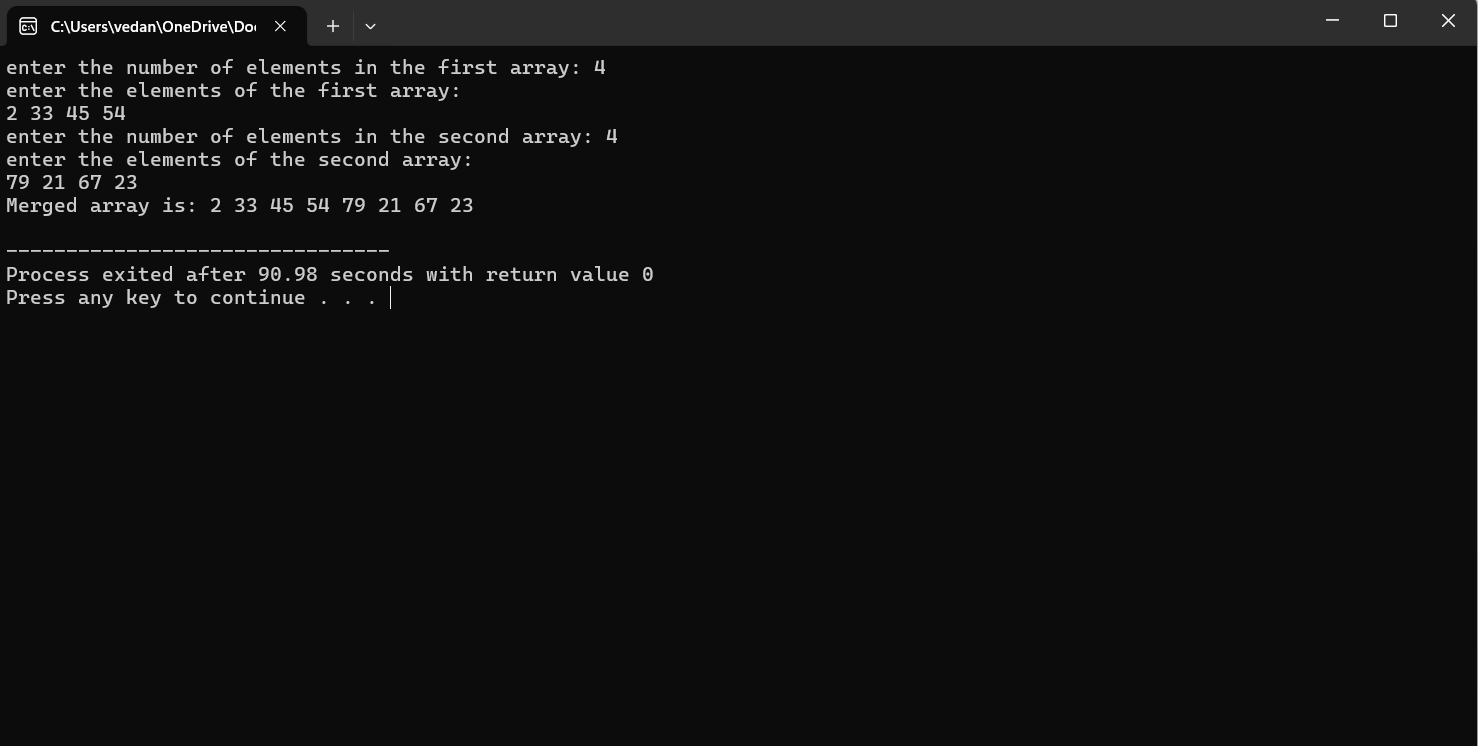 C:\Users\vedan\OneDrive\Do
enter the number of elements in the first array: 4
enter the elements of the first array:
2 33 45 54
enter the number of elements in the second array: 4
enter the elements of the second array:
79 21 67 23
Merged array is: 2 33 45 54 79 21 67 23
--------------------------------
Process exited after 90.98 seconds with return value 0
Press any key to continue . . .